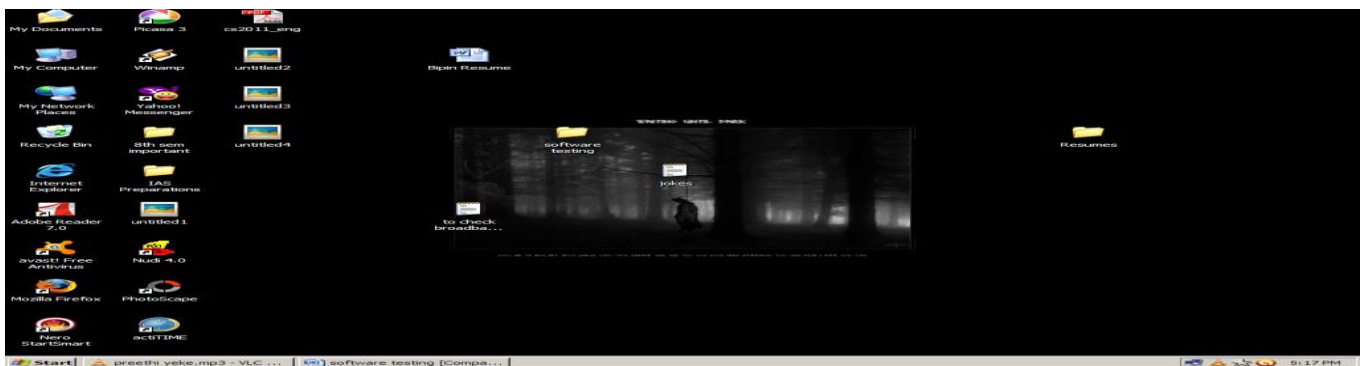 My Documents
Picasa 3
cs2011_eng
My Computer
Winamp
untitled2
Bipin Resume
My Network
Places
Yahoo!
Messenger
untitled3
WAITING UNTIL DARK
Recycle Bin
8th sem
important
untitled4
software
testing
Resumes
Internet
Explorer
IAS
Preparations
jokes
Adobe Reader
7.0
untitled1
to check
broadba...
avast! Free
Antivirus
Nudi 4.0
Mozilla Firefox
PhotoScape
Nero
StartSmart
actiTIME
Start
preethi yeke.mp3 - VLC ...
software testing [Compa...
5:17 PM